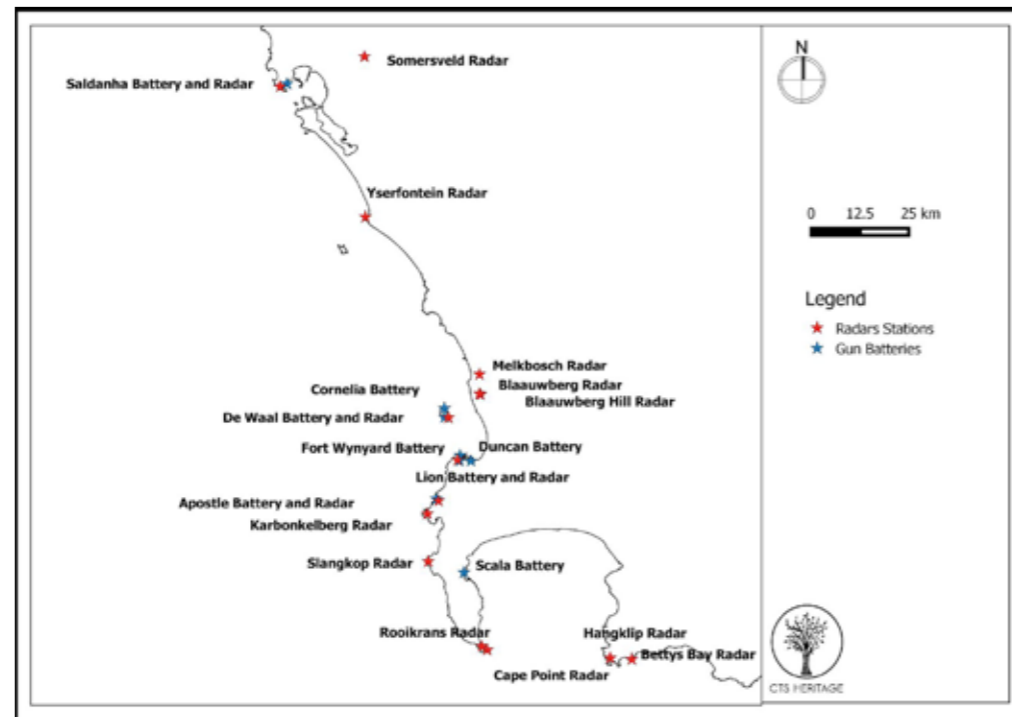 Somersveld Radar
Saldanha Battery and Radar
Yserfontein Radar
Melkbosch Radar
Blaauwberg Radar
Cornelia Battery
Blaauwberg Hill Radar
De Waal Battery and Radar
Fort Wynyard Battery
Duncan Battery
Lion Battery and Radar
Apostle Battery and Radar
Karbonkelberg Radar
Slangkop Radar
Scala Battery
Rooikrans Radar
Hangklip Radar
Bettys Bay Radar
Cape Point Radar
N
0 12.5 25 km
Legend
Radars Stations
Gun Batteries
CTS HERITAGE